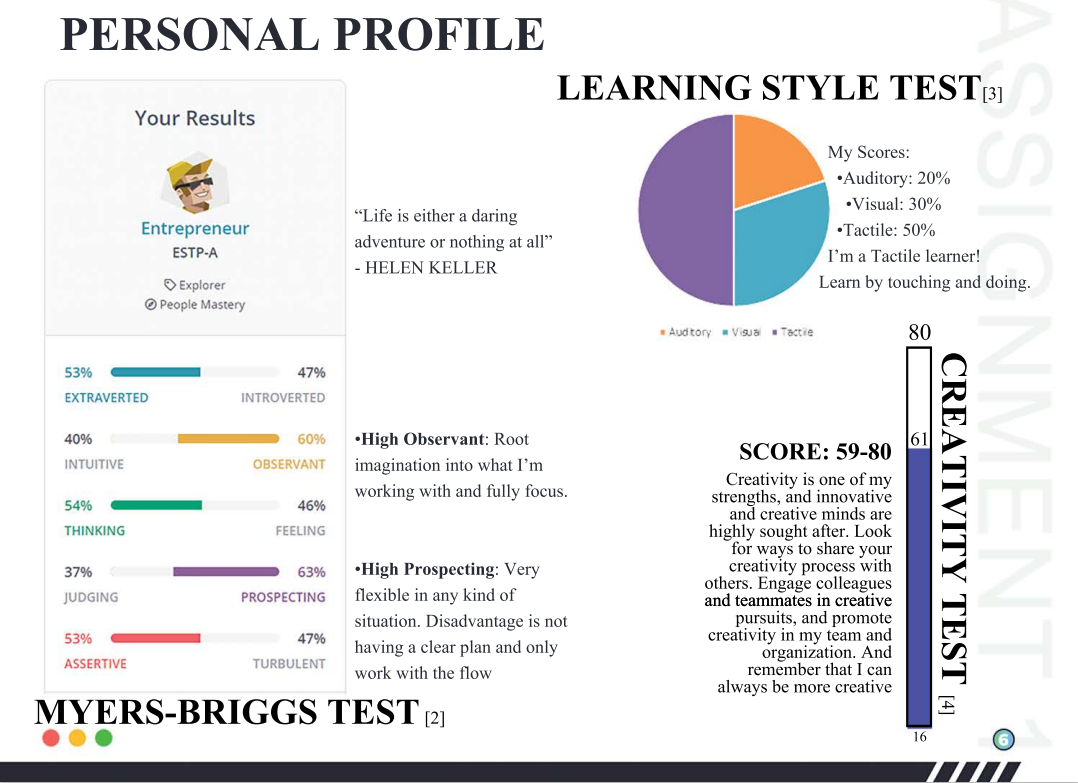 PERSONAL PROFILE
Your Results
Entrepreneur
ESTP-A
Explorer
People Mastery
53%
47%
EXTRAVERTED
INTROVERTED
40%
60%
INTUITIVE
OBSERVANT
54%
46%
THINKING
FEELING
37%
63%
JUDGING
PROSPECTING
53%
47%
ASSERTIVE
TURBULENT
MYERS-BRIGGS TEST [2]
“Life is either a daring
adventure or nothing at all”
- HELEN KELLER
•High Observant: Root
imagination into what I’m
working with and fully focus.
•High Prospecting: Very
flexible in any kind of
situation. Disadvantage is not
having a clear plan and only
work with the flow
LEARNING STYLE TEST[3]
My Scores:
•Auditory: 20%
•Visual: 30%
•Tactile: 50%
I’m a Tactile learner!
Learn by touching and doing.
Auditory Visual Tactile
80
61
16
CREATIVITY TEST [4]
SCORE: 59-80
Creativity is one of my
strengths, and innovative
and creative minds are
highly sought after. Look
for ways to share your
creativity process with
others. Engage colleagues
and teammates in creative
pursuits, and promote
creativity in my team and
organization. And
remember that I can
always be more creative
ASSIGNMENT 1
6